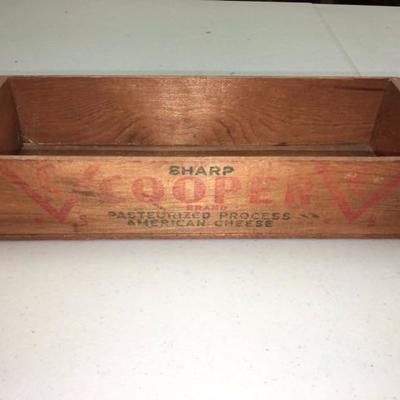 SHARP
COOPER
BRAND
PASTEURIZED PROCESS
AMERICAN CHEESE